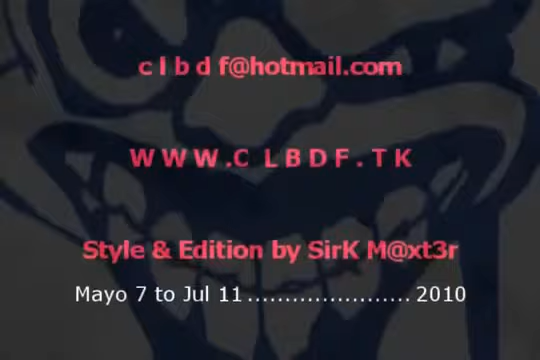 c l b d f@hotmail.com
W W W .C L B D F . T K
Style & Edition by SirK M@xt3r
Mayo 7 to Jul 11...................... 2010